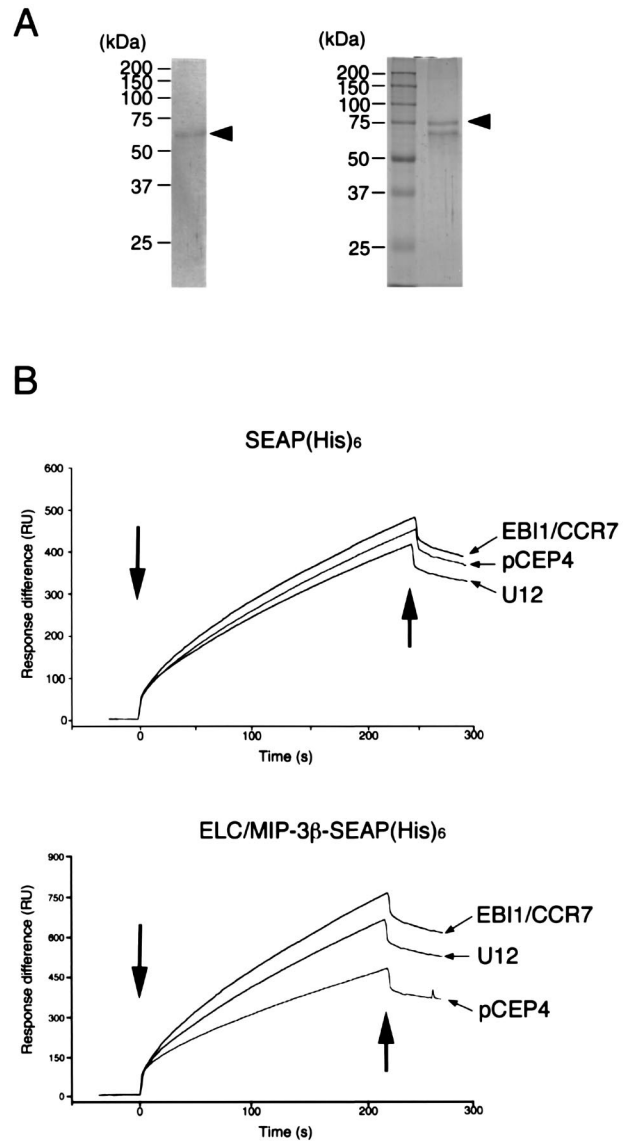 A
(kDa)
200
150
100
75
50
37
25
(kDa)
200
150
100
75
50
37
25
B
SEAP(His)6
Response difference (RU)
600
500
400
300
200
100
0
0
100
200
300
Time (s)
EBI1/CCR7
pCEP4
U12
ELC/MIP-3β-SEAP(His)6
Response difference (RU)
900
750
600
450
300
150
0
0
100
200
300
Time (s)
EBI1/CCR7
U12
pCEP4